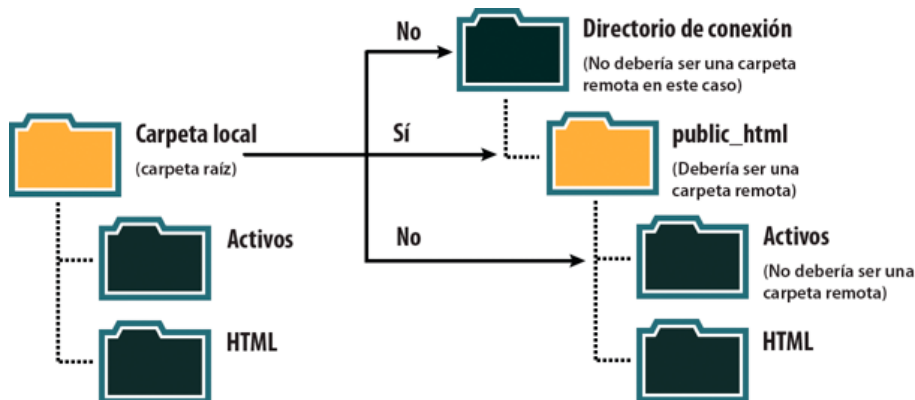 No
Directorio de conexión
(No debería ser una carpeta
remota en este caso)
Carpeta local
(carpeta raíz)
Sí
public_html
(Debería ser una
carpeta remota)
Activos
No
Activos
(No debería ser una
carpeta remota)
HTML
HTML